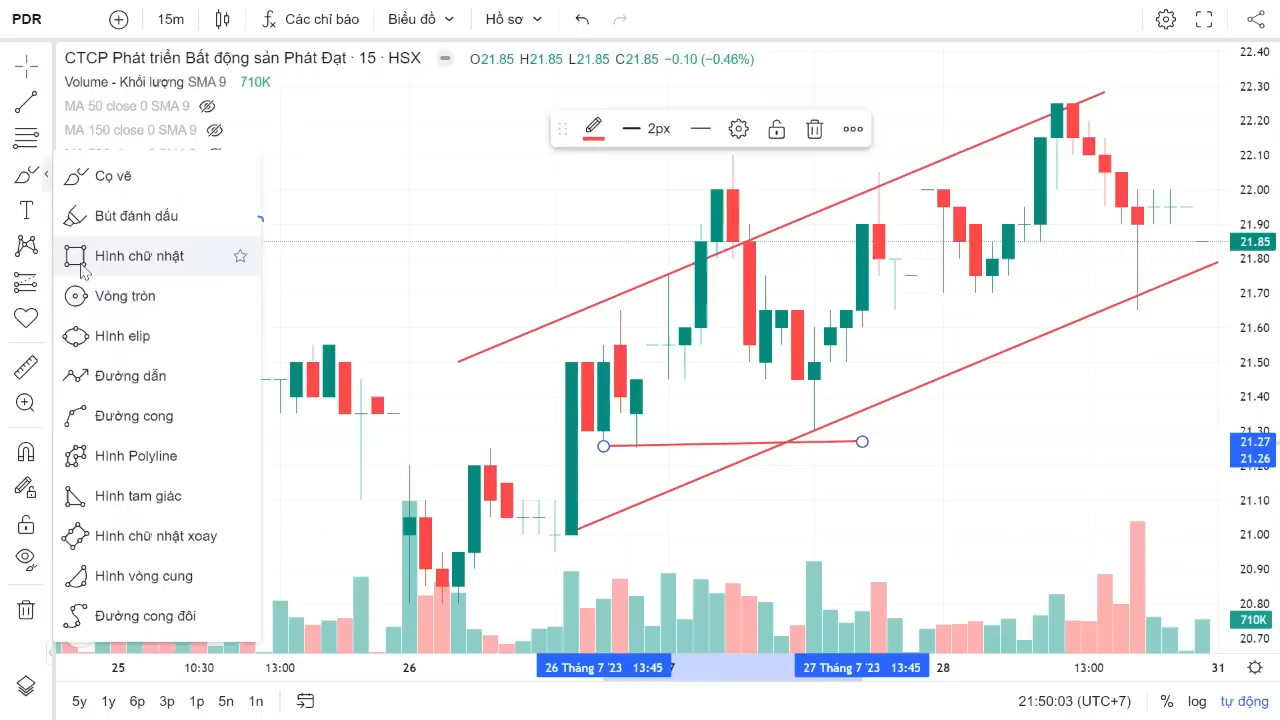 PDR
15m
Các chỉ báo
Biểu đồ
Hồ sơ
CTCP Phát triển Bất động sản Phát Đạt · 15 · HSX
O21.85 H21.85 L21.85 C21.85 −0.10 (−0.46%)
Volume - Khối lượng SMA 9 710K
MA 50 close 0 SMA 9
MA 150 close 0 SMA 9
2px
Cọ vẽ
Bút đánh dấu
Hình chữ nhật
Vòng tròn
Hình elip
Đường dẫn
Đường cong
Hình Polyline
Hình tam giác
Hình chữ nhật xoay
Hình vòng cung
Đường cong đôi
22.40
22.30
22.20
22.10
22.00
21.90
21.85
21.80
21.70
21.60
21.50
21.40
21.30
21.27
21.26
21.10
21.00
20.90
20.80
710K
20.70
25
10:30
13:00
26
26 Tháng 7 '23 13:45
7
27 Tháng 7 '23 13:45
28
13:00
31
5y
1y
6p
3p
1p
5n
1n
21:50:03 (UTC+7)
%
log
tự động